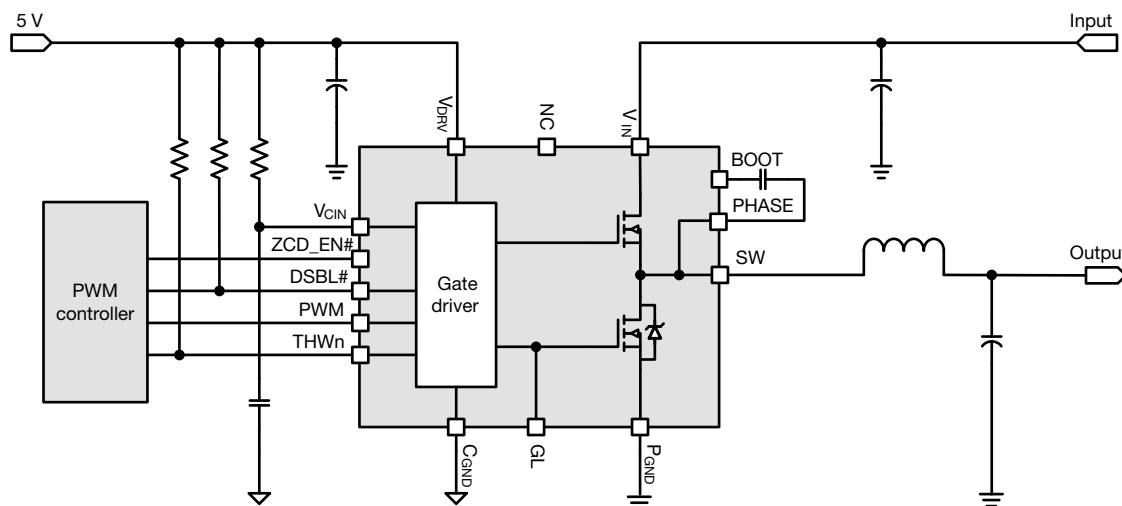 5 V
Input
VDRV
NC
VIN
BOOT
PHASE
VCIN
ZCD_EN#
SW
DSBL#
Output
PWM
controller
Gate
driver
PWM
THWn
CGND
GL
PGND